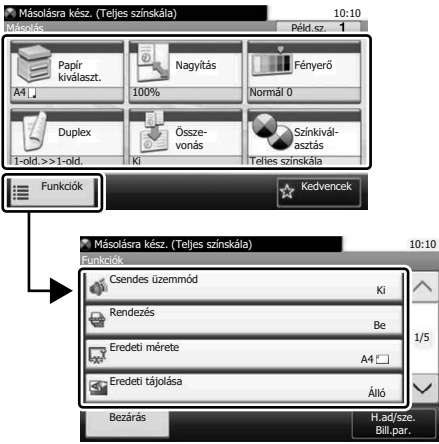 Másolásra kész. (Teljes színskála) 10:10
Másolás Péld.sz. 1
Papír
kiválaszt.
A4
Nagyítás
100%
Fényerő
Normál 0
Duplex
1-old.>>1-old.
Össze-
vonás
Ki
Színkivál-
asztás
Teljes színskála
Funkciók Kedvencek
Másolásra kész. (Teljes színskála) 10:10
Funkciók
Csendes üzemmód
Ki
Rendezés
Be
1/5
Eredeti mérete
A4
Eredeti tájolása
Álló
Bezárás H.ad/sze.
Bill.par.